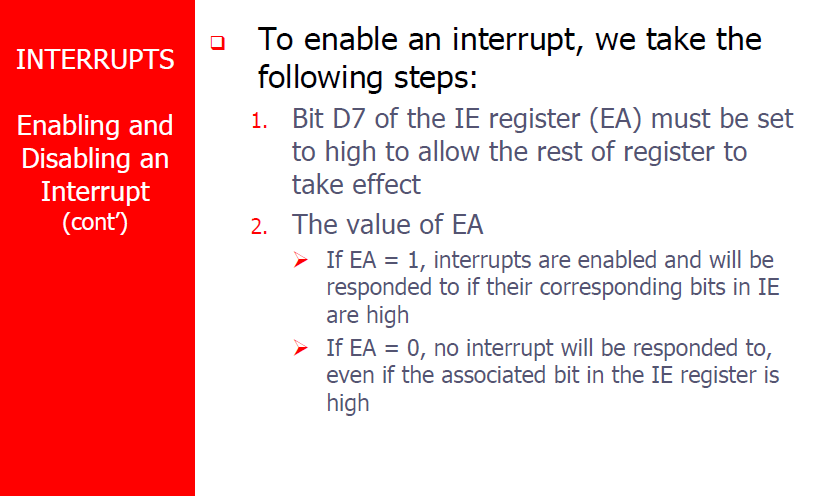 INTERRUPTS
Enabling and
Disabling an
Interrupt
(cont’)
❑ To enable an interrupt, we take the
following steps:
1. Bit D7 of the IE register (EA) must be set
to high to allow the rest of register to
take effect
2. The value of EA
➢ If EA = 1, interrupts are enabled and will be
responded to if their corresponding bits in IE
are high
➢ If EA = 0, no interrupt will be responded to,
even if the associated bit in the IE register is
high